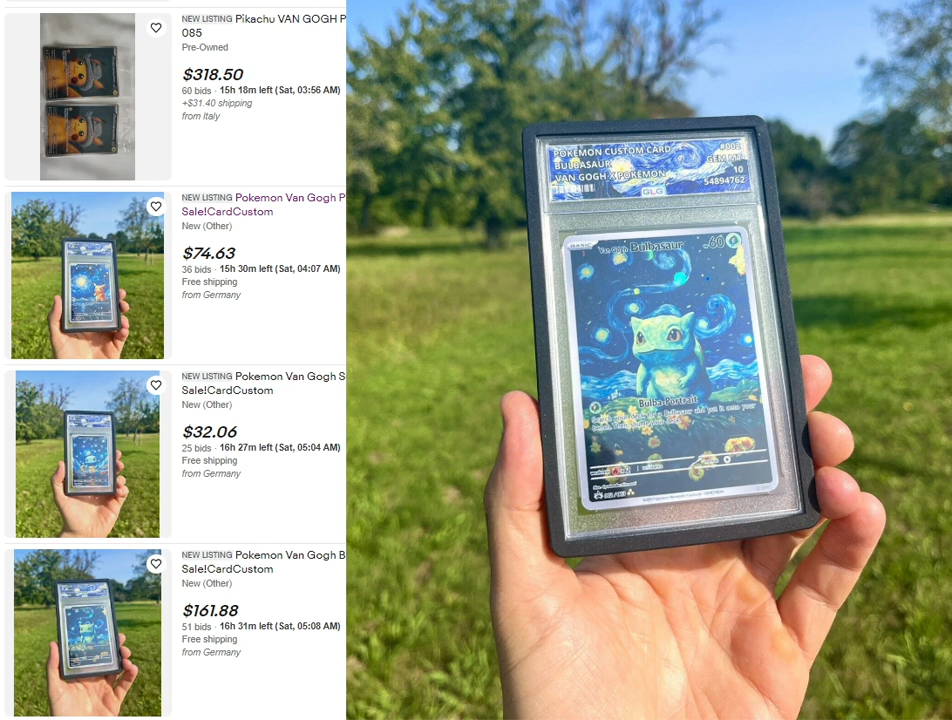 NEW LISTING Pikachu VAN GOGH P
085
Pre-Owned
$318.50
60 bids · 15h 18m left (Sat, 03:56 AM)
+$31.40 shipping
from Italy
NEW LISTING Pokemon Van Gogh P
Sale!CardCustom
New (Other)
$74.63
36 bids · 15h 30m left (Sat, 04:07 AM)
Free shipping
from Germany
NEW LISTING Pokemon Van Gogh S
Sale!CardCustom
New (Other)
$32.06
25 bids · 16h 27m left (Sat, 05:04 AM)
Free shipping
from Germany
NEW LISTING Pokemon Van Gogh B
Sale!CardCustom
New (Other)
$161.88
51 bids · 16h 31m left (Sat, 05:08 AM)
Free shipping
from Germany
POKEMON CUSTOM CARD #002
BULBASAUR GEM MT
VAN GOGH X POKEMON 10
54894762
GLG
BASIC Van Gogh Bulbasaur 60
Bulba-Portrait